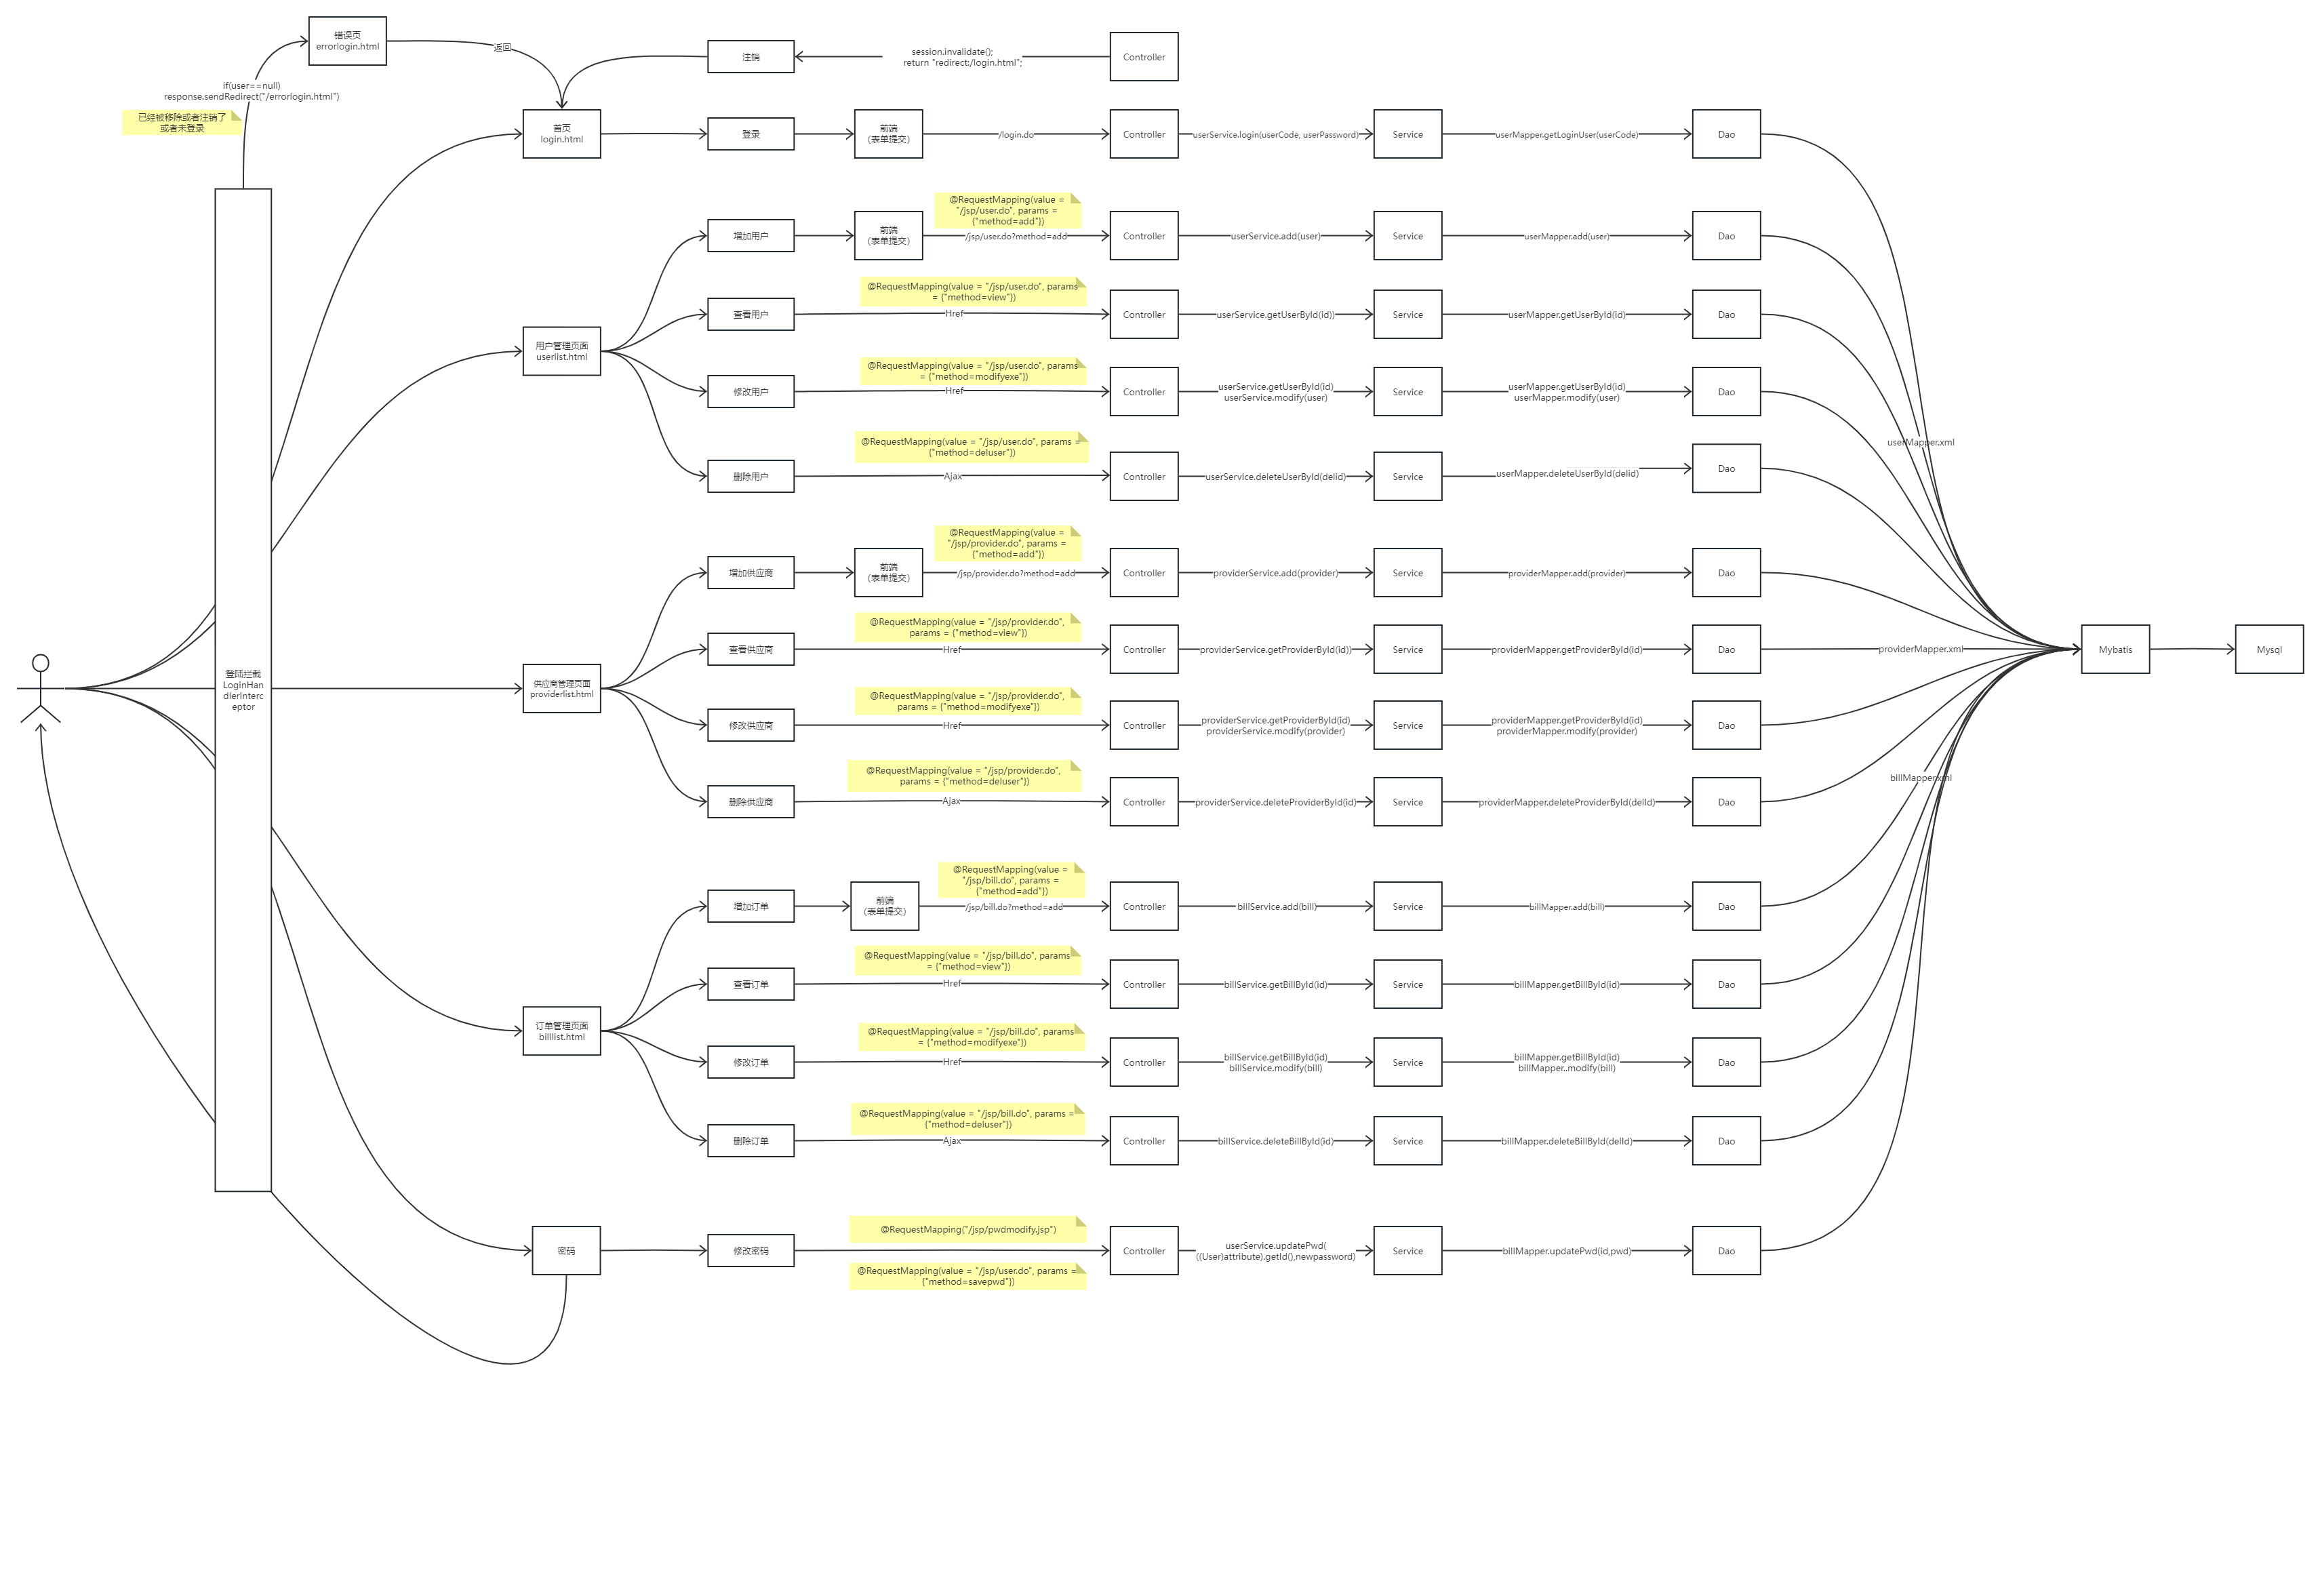 错误页
errorlogin.html
返回
if(user==null)
response.sendRedirect("/errorlogin.html")
已经被移除或者注销了
或者未登录
注销
session.invalidate();
return "redirect:/login.html";
Controller
首页
login.html
登录
前端
(表单提交)
/login.do
Controller
userService.login(userCode, userPassword)
Service
userMapper.getLoginUser(userCode)
Dao
@RequestMapping(value =
"/jsp/user.do", params =
{"method=add"})
增加用户
前端
(表单提交)
/jsp/user.do?method=add
Controller
userService.add(user)
Service
userMapper.add(user)
Dao
@RequestMapping(value = "/jsp/user.do", params
= {"method=view"})
查看用户
Href
Controller
userService.getUserById(id))
Service
userMapper.getUserById(id)
Dao
用户管理页面
userlist.html
@RequestMapping(value = "/jsp/user.do", params
= {"method=modifyexe"})
修改用户
Href
Controller
userService.getUserById(id)
userService.modify(user)
Service
userMapper.getUserById(id)
userMapper.modify(user)
Dao
userMapper.xml
@RequestMapping(value = "/jsp/user.do", params =
{"method=deluser"})
删除用户
Ajax
Controller
userService.deleteUserById(delid)
Service
userMapper.deleteUserById(delid)
Dao
@RequestMapping(value =
"/jsp/provider.do", params =
{"method=add"})
增加供应商
前端
(表单提交)
/jsp/provider.do?method=add
Controller
providerService.add(provider)
Service
providerMapper.add(provider)
Dao
@RequestMapping(value = "/jsp/provider.do",
params = {"method=view"})
查看供应商
Href
Controller
providerService.getProviderById(id))
Service
providerMapper.getProviderById(id)
Dao
providerMapper.xml
Mybatis
Mysql
登陆拦截
LoginHan
dlerInterc
eptor
供应商管理页面
providerlist.html
@RequestMapping(value = "/jsp/provider.do",
params = {"method=modifyexe"})
修改供应商
Href
Controller
providerService.getProviderById(id)
providerService.modify(provider)
Service
providerMapper.getProviderById(id)
providerMapper.modify(provider)
Dao
@RequestMapping(value = "/jsp/provider.do",
params = {"method=deluser"})
billMapper.xml
删除供应商
Ajax
Controller
providerService.deleteProviderById(id)
Service
providerMapper.deleteProviderById(delId)
Dao
@RequestMapping(value =
"/jsp/bill.do", params =
{"method=add"})
增加订单
前端
(表单提交)
/jsp/bill.do?method=add
Controller
billService.add(bill)
Service
billMapper.add(bill)
Dao
@RequestMapping(value = "/jsp/bill.do", params
= {"method=view"})
查看订单
Href
Controller
billService.getBillById(id)
Service
billMapper.getBillById(id)
Dao
订单管理页面
billlist.html
@RequestMapping(value = "/jsp/bill.do", params
= {"method=modifyexe"})
修改订单
Href
Controller
billService.getBillById(id)
billService.modify(bill)
Service
billMapper.getBillById(id)
billMapper..modify(bill)
Dao
@RequestMapping(value = "/jsp/bill.do", params =
{"method=deluser"})
删除订单
Ajax
Controller
billService.deleteBillById(id)
Service
billMapper.deleteBillById(delId)
Dao
@RequestMapping("/jsp/pwdmodify.jsp")
密码
修改密码
Controller
userService.updatePwd(
((User)attribute).getId(),newpassword)
Service
billMapper.updatePwd(id,pwd)
Dao
@RequestMapping(value = "/jsp/user.do", params =
{"method=savepwd"})